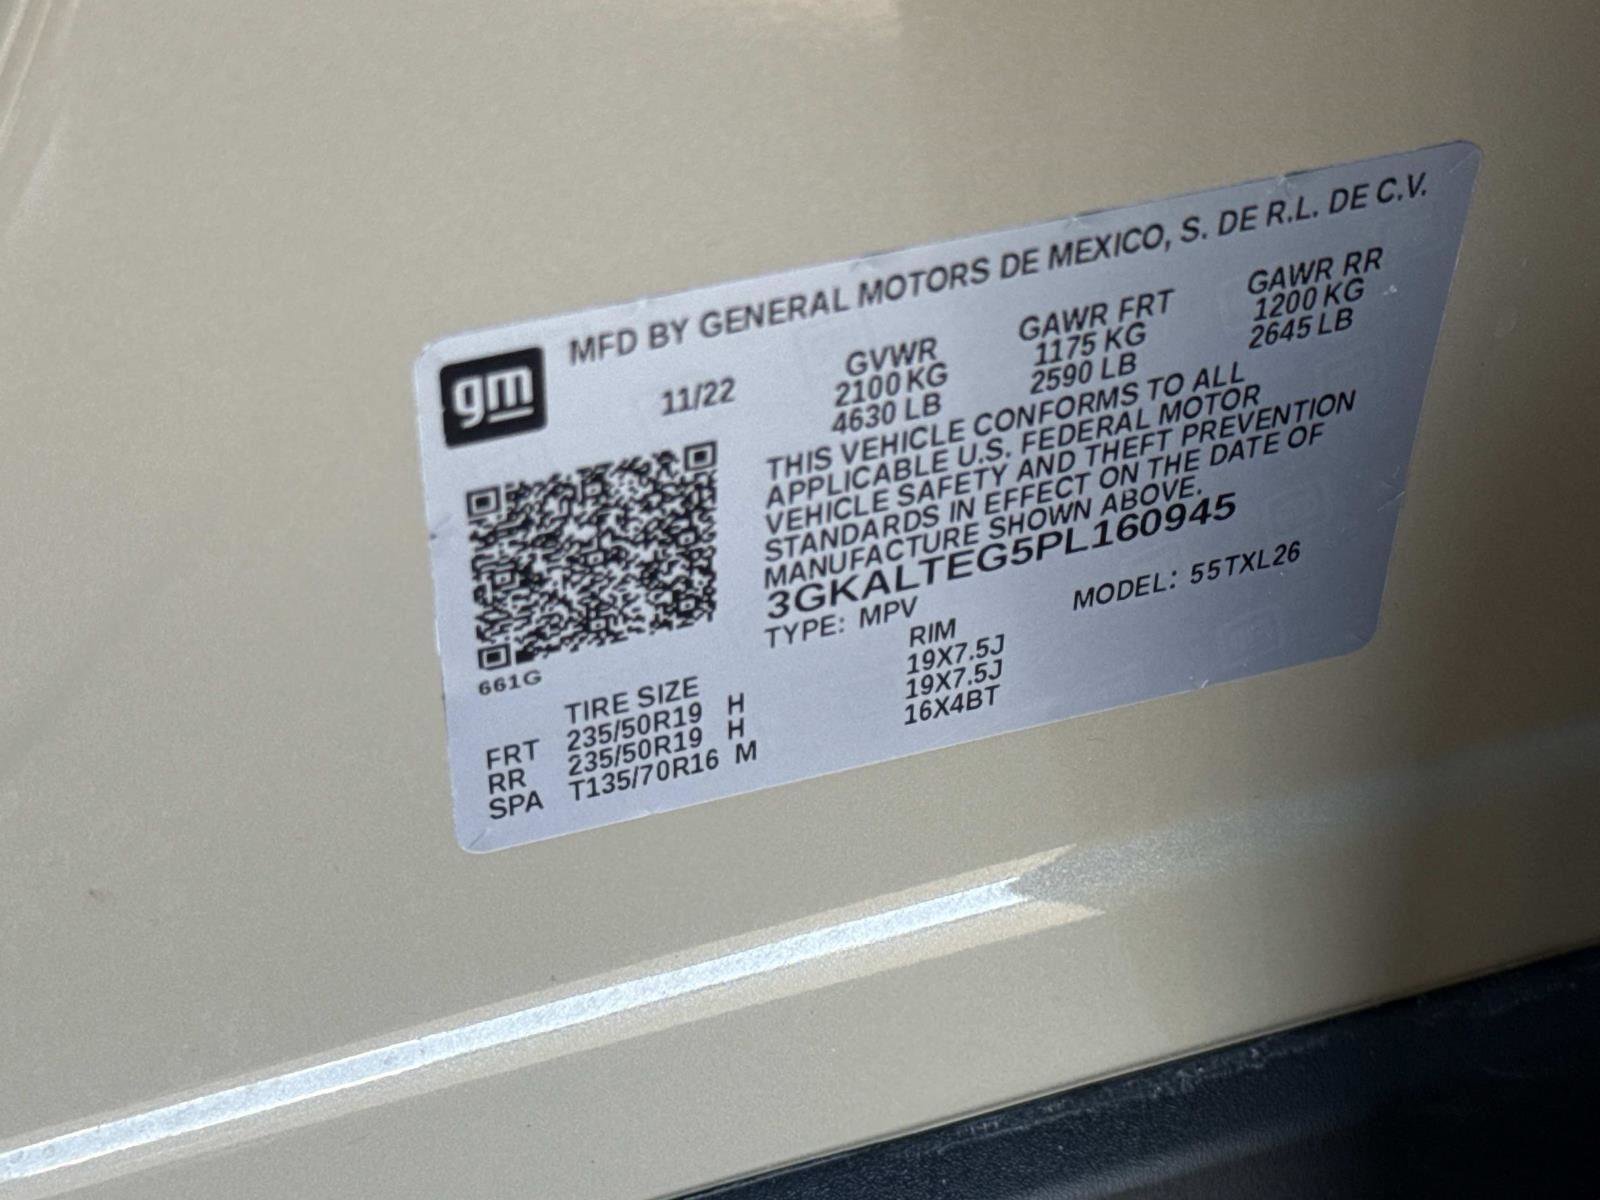 gm
MFD BY GENERAL MOTORS DE MEXICO, S. DE R.L. DE C.V.
11/22
GVWR GAWR FRT GAWR RR
2100 KG 1175 KG 1200 KG
4630 LB 2590 LB 2645 LB
THIS VEHICLE CONFORMS TO ALL
APPLICABLE U.S. FEDERAL MOTOR
VEHICLE SAFETY AND THEFT PREVENTION
STANDARDS IN EFFECT ON THE DATE OF
MANUFACTURE SHOWN ABOVE.
3GKALTEG5PL160945
TYPE: MPV MODEL: 55TXL26
661G
TIRE SIZE RIM
FRT 235/50R19 H 19X7.5J
RR 235/50R19 H 19X7.5J
SPA T135/70R16 M 16X4BT